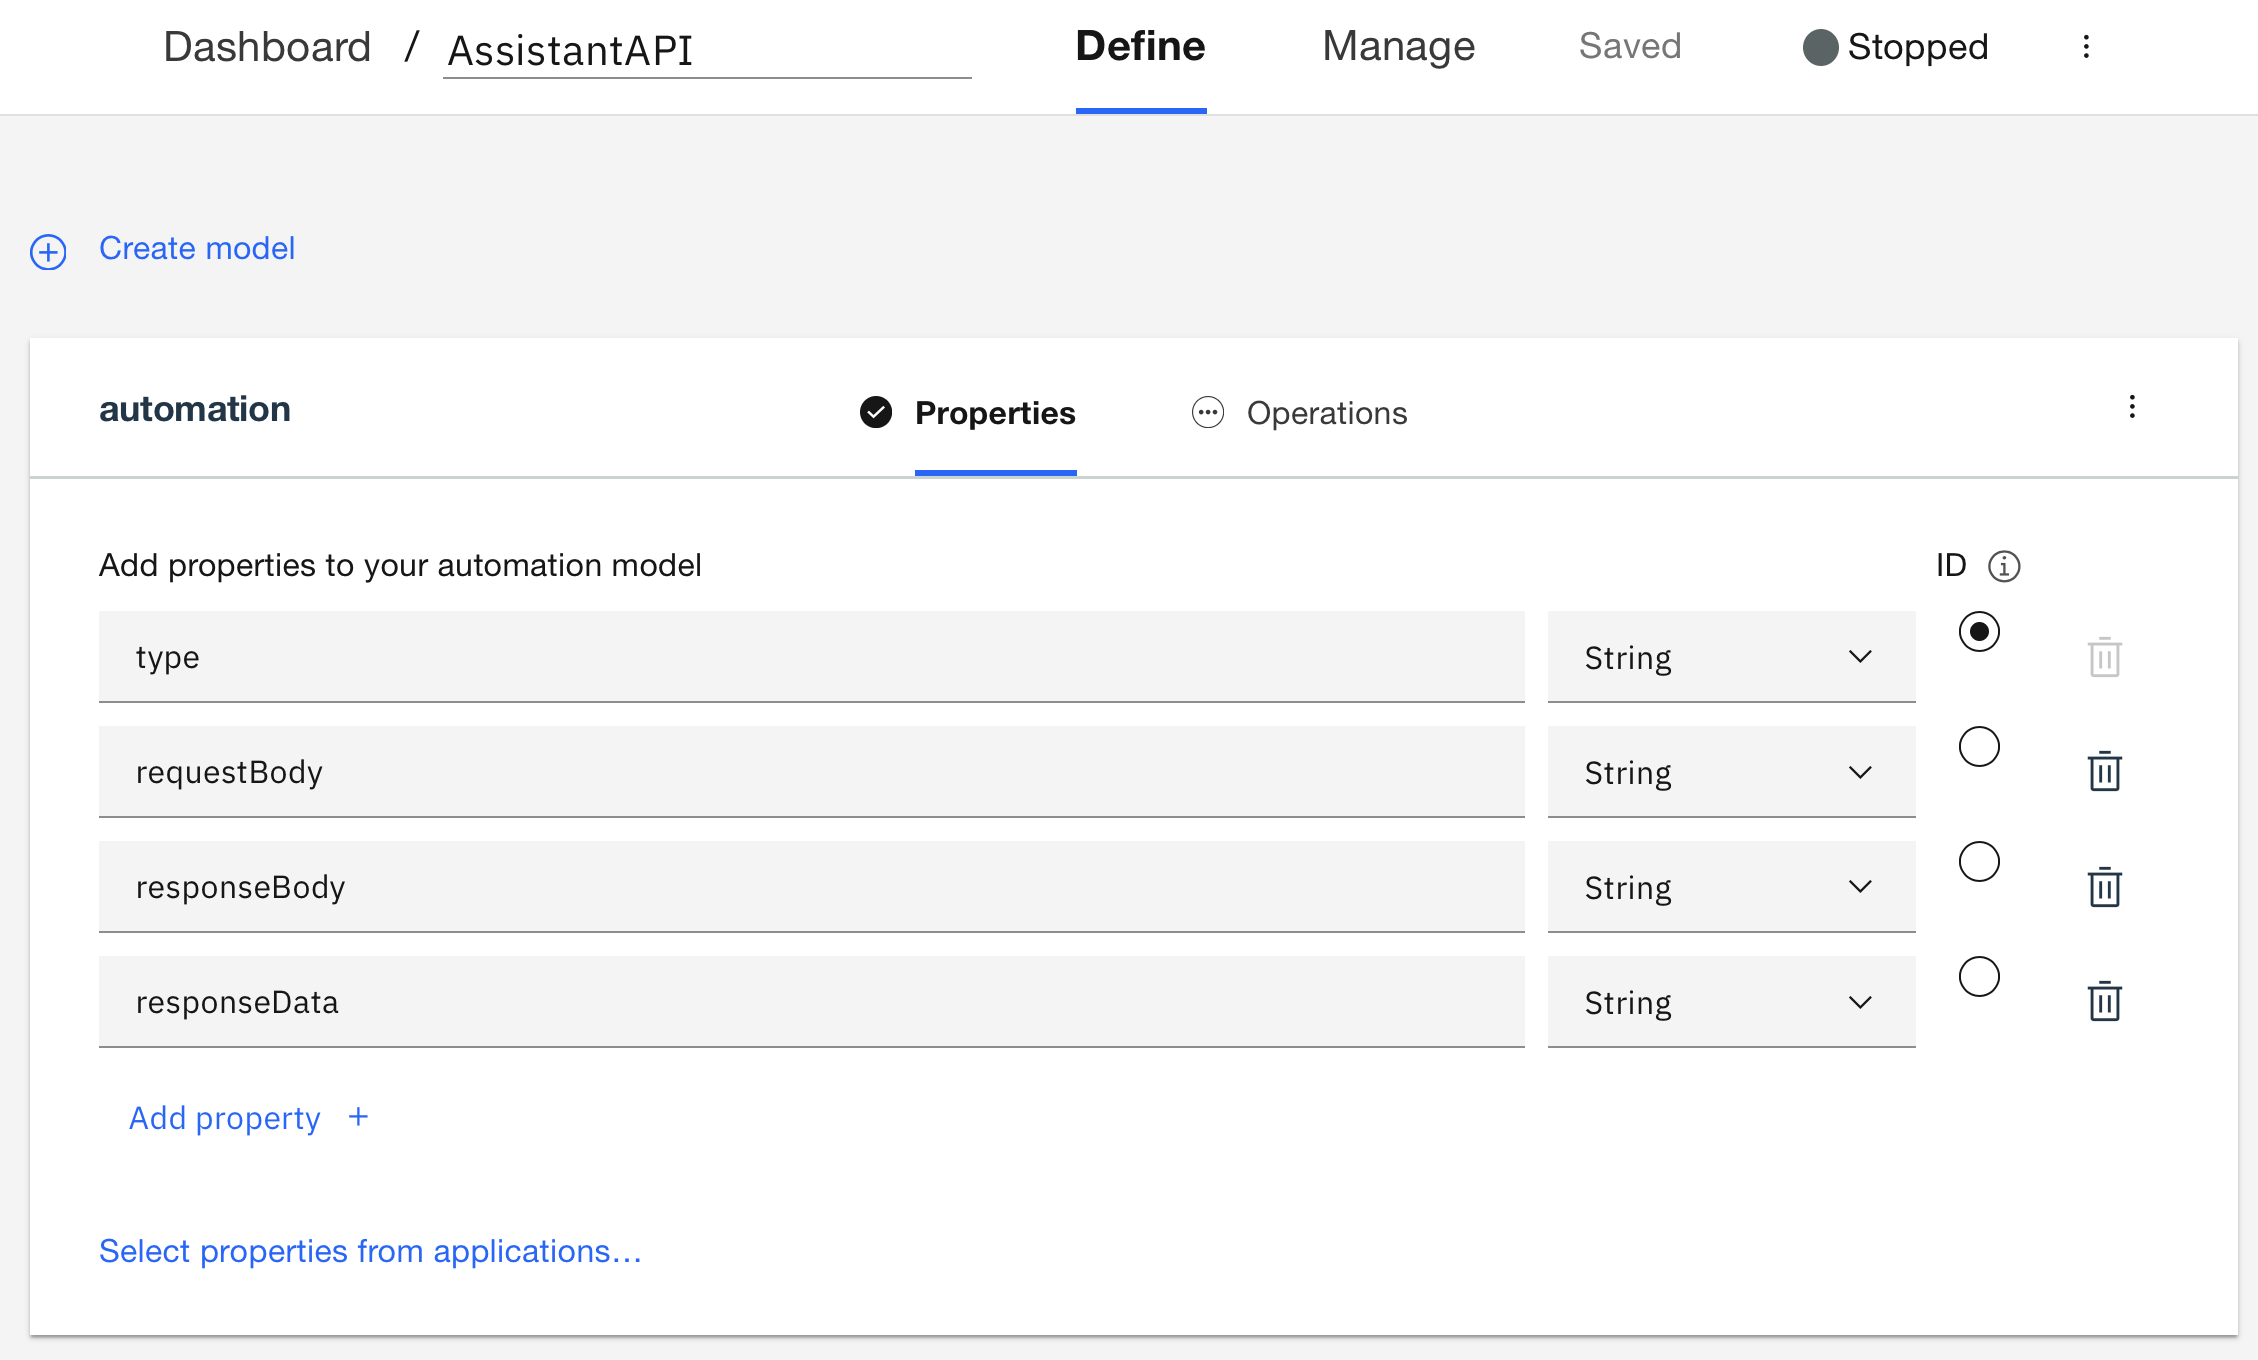 Dashboard / AssistantAPI Define Manage Saved Stopped
Create model
automation Properties Operations
Add properties to your automation model ID
type String
requestBody String
responseBody String
responseData String
Add property +
Select properties from applications...